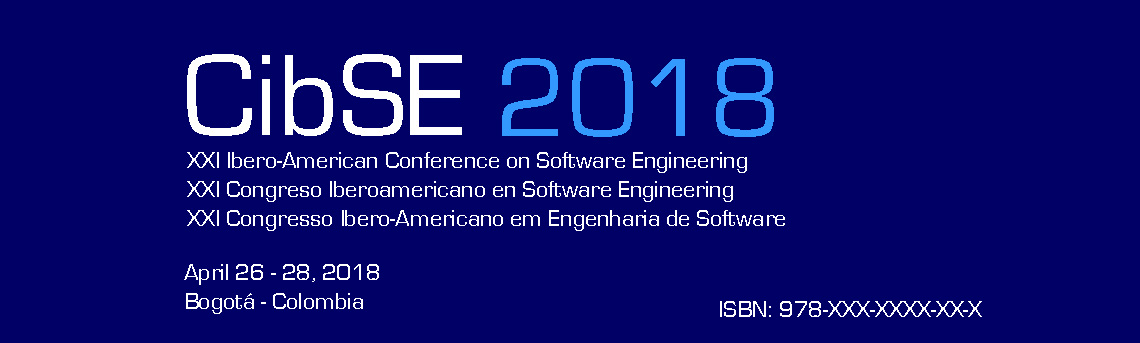 CibSE 2018
XXI Ibero-American Conference on Software Engineering
XXI Congreso Iberoamericano en Software Engineering
XXI Congresso Ibero-Americano em Engenharia de Software
April 26 - 28, 2018
Bogotá - Colombia
ISBN: 978-XXX-XXXX-XX-X